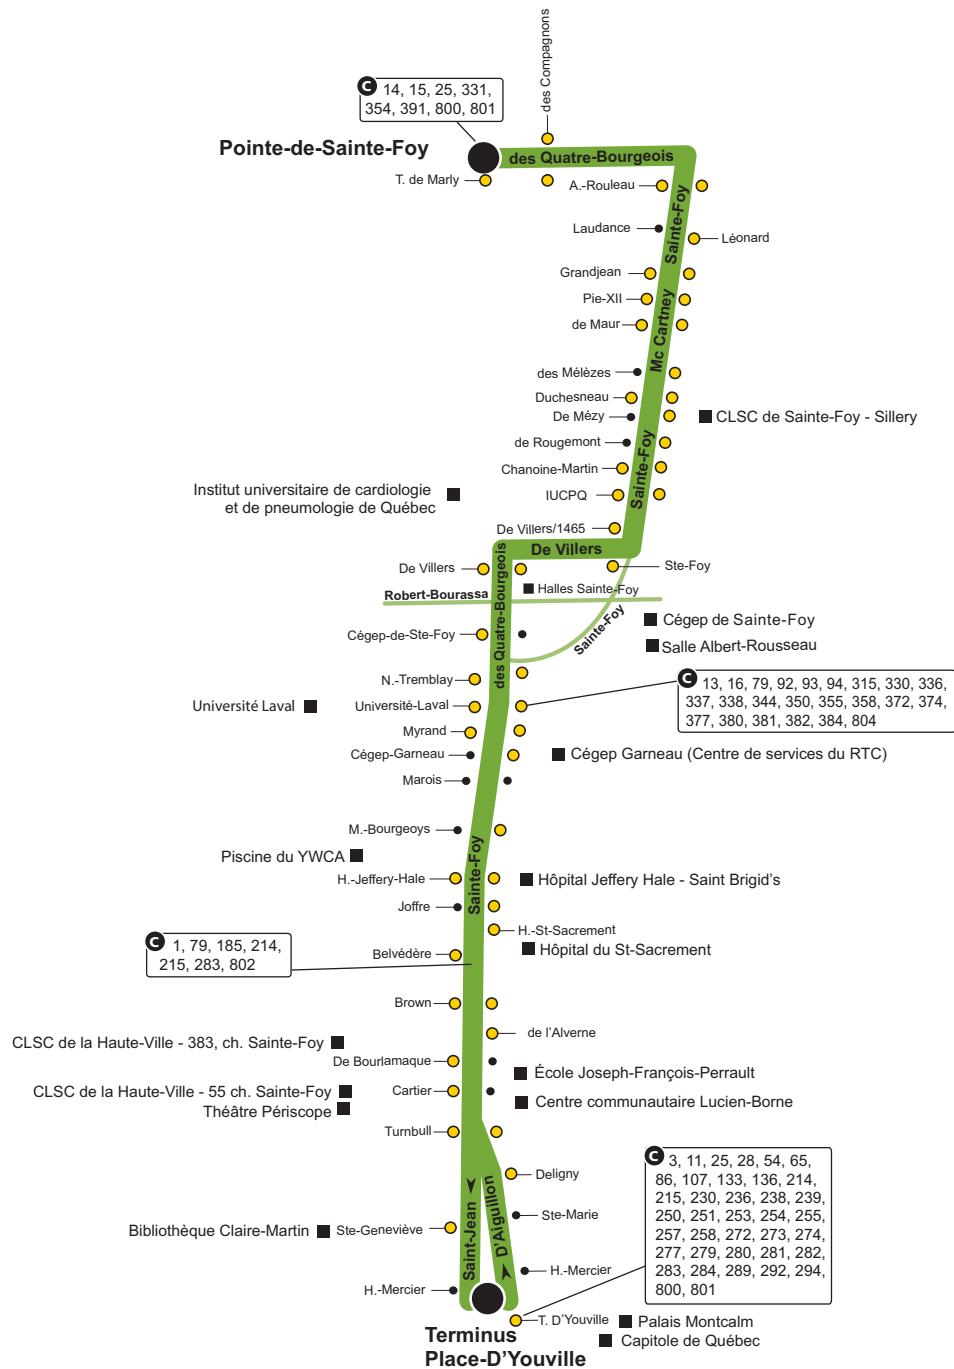 des Compagnons
C 14, 15, 25, 331,
354, 391, 800, 801
Pointe-de-Sainte-Foy
des Quatre-Bourgeois
T. de Marly
A.-Rouleau
Sainte-Foy
Laudance
Léonard
Grandjean
Pie-XII
Mc Cartney
de Maur
des Mélèzes
Duchesneau
De Mézy
CLSC de Sainte-Foy - Sillery
de Rougemont
Sainte-Foy
Chanoine-Martin
Institut universitaire de cardiologie
et de pneumologie de Québec
IUCPQ
De Villers/1465
De Villers
De Villers
Ste-Foy
des Quatre-Bourgeois
Halles Sainte-Foy
Robert-Bourassa
Sainte-Foy
Cégep de Sainte-Foy
Cégep-de-Ste-Foy
Salle Albert-Rousseau
N.-Tremblay
C 13, 16, 79, 92, 93, 94, 315, 330, 336,
337, 338, 344, 350, 355, 358, 372, 374,
377, 380, 381, 382, 384, 804
Université Laval
Université-Laval
Myrand
Cégep-Garneau
Cégep Garneau (Centre de services du RTC)
Marois
M.-Bourgeoys
Sainte-Foy
Piscine du YWCA
H.-Jeffery-Hale
Hôpital Jeffery Hale - Saint Brigid's
Joffre
H.-St-Sacrement
C 1, 79, 185, 214,
215, 283, 802
Belvédère
Hôpital du St-Sacrement
Brown
de l'Alverne
CLSC de la Haute-Ville - 383, ch. Sainte-Foy
De Bourlamaque
École Joseph-François-Perrault
CLSC de la Haute-Ville - 55 ch. Sainte-Foy
Cartier
Centre communautaire Lucien-Borne
Théâtre Périscope
Turnbull
C 3, 11, 25, 28, 54, 65,
86, 107, 133, 136, 214,
215, 230, 236, 238, 239,
250, 251, 253, 254, 255,
257, 258, 272, 273, 274,
277, 279, 280, 281, 282,
283, 284, 289, 292, 294,
800, 801
Deligny
Saint-Jean
D'Aiguillon
Ste-Marie
Bibliothèque Claire-Martin
Ste-Geneviève
H.-Mercier
H.-Mercier
T. D'Youville
Palais Montcalm
Capitole de Québec
Terminus
Place-D'Youville